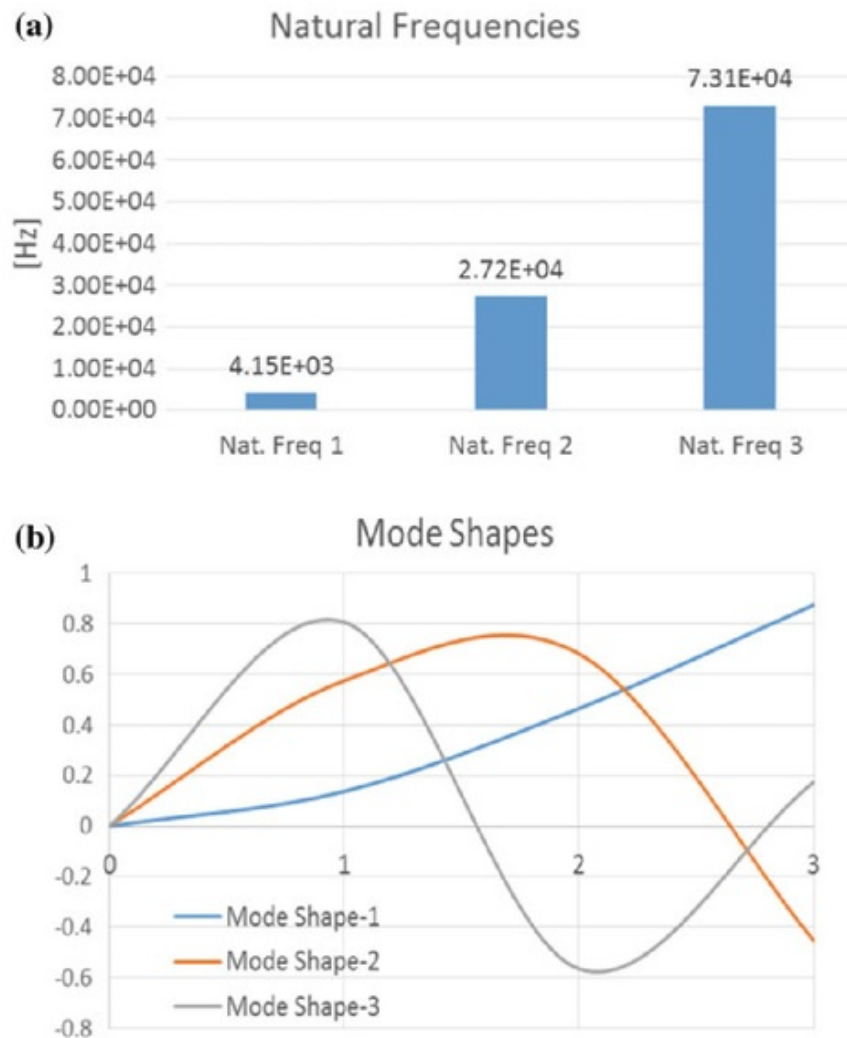 (a)
Natural Frequencies
8.00E+04
7.31E+04
7.00E+04
6.00E+04
5.00E+04
[Hz]
4.00E+04
2.72E+04
3.00E+04
2.00E+04
4.15E+03
1.00E+04
0.00E+00
Nat. Freq 1 Nat. Freq 2 Nat. Freq 3
(b)
Mode Shapes
1
0.8
0.6
0.4
0.2
0
0 1 2 3
-0.2
Mode Shape-1
-0.4
Mode Shape-2
-0.6
Mode Shape-3
-0.8